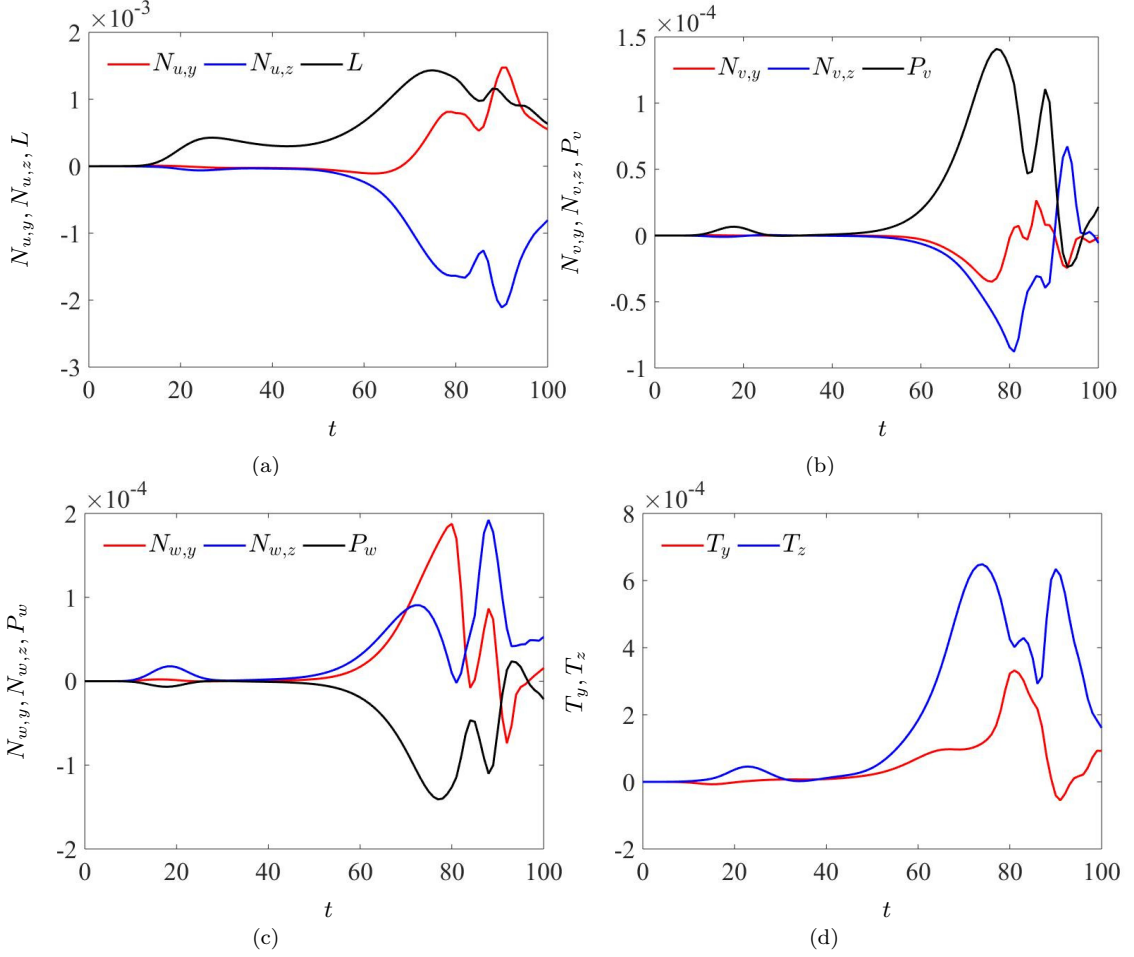 ×10⁻³
N_{u,y} N_{u,z} L
2
1
0
-1
-2
-3
0 20 40 60 80 100
N_{u,y}, N_{u,z}, L
t
(a)
×10⁻⁴
N_{v,y} N_{v,z} P_v
1.5
1
0.5
0
-0.5
-1
0 20 40 60 80 100
N_{v,y}, N_{v,z}, P_v
t
(b)
×10⁻⁴
N_{w,y} N_{w,z} P_w
2
1
0
-1
-2
0 20 40 60 80 100
N_{w,y}, N_{w,z}, P_w
t
(c)
×10⁻⁴
T_y T_z
8
6
4
2
0
-2
0 20 40 60 80 100
T_y, T_z
t
(d)